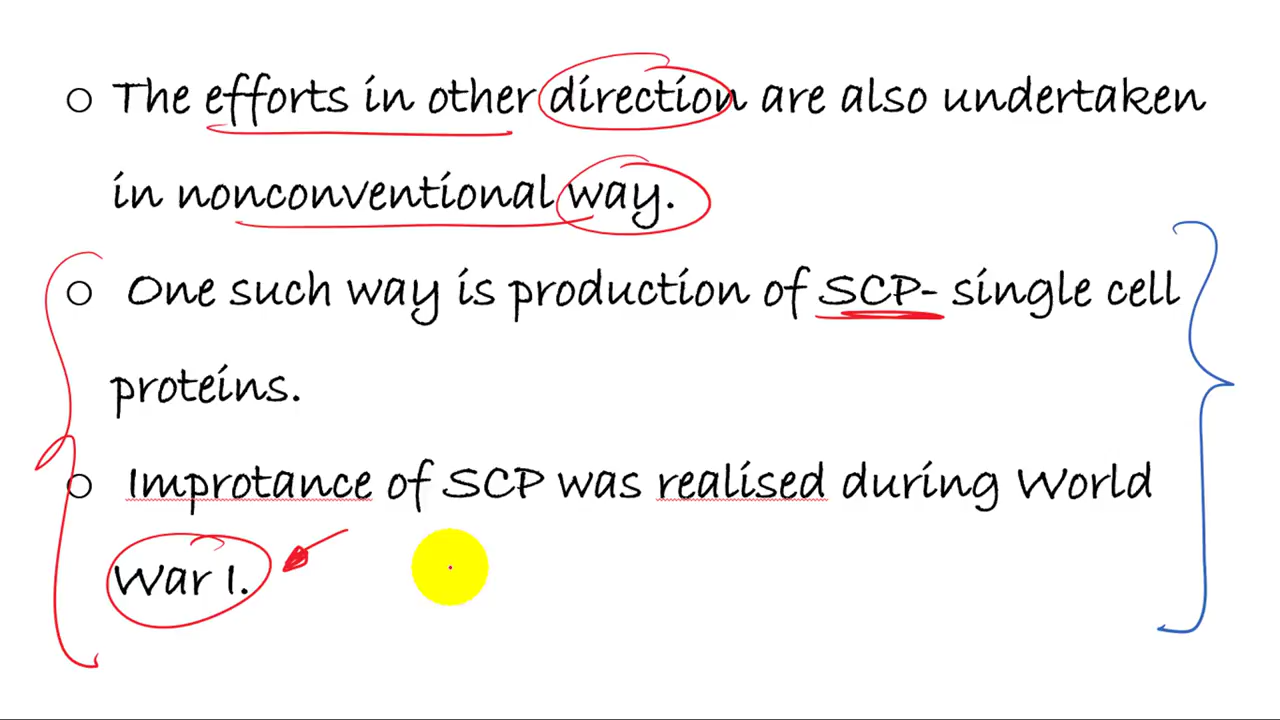 ○ The efforts in other direction are also undertaken
in nonconventional way.
○ One such way is production of SCP- single cell
proteins.
○ Improtance of SCP was realised during World
War 1.